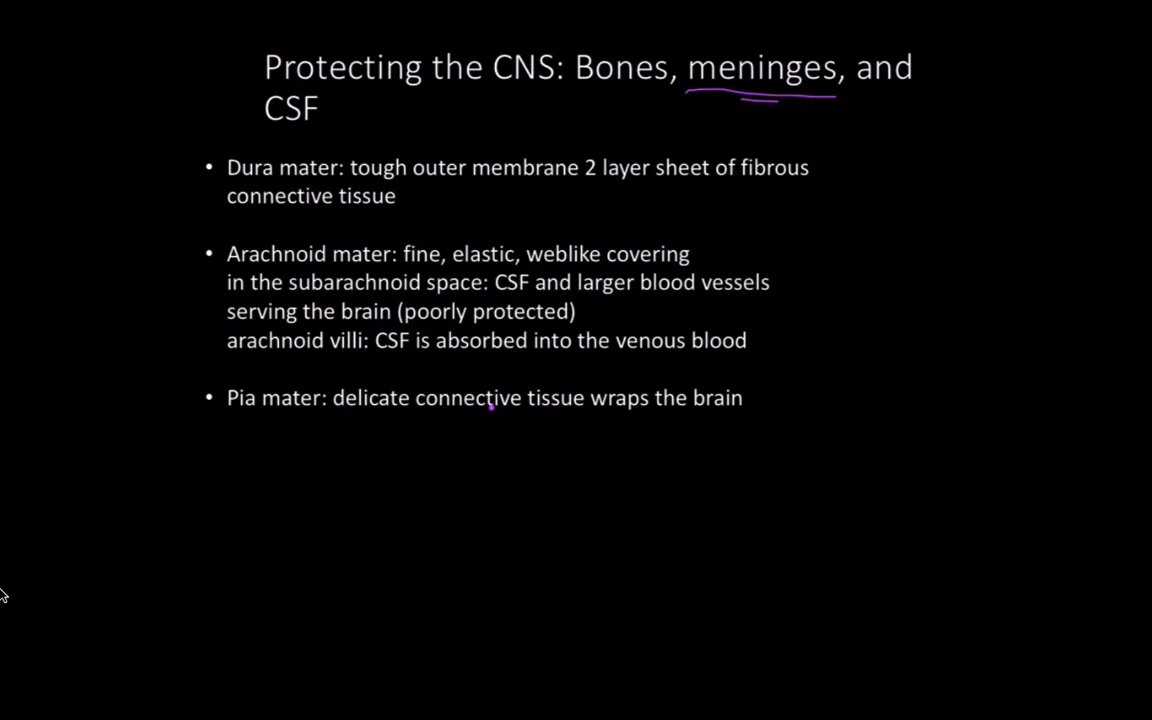 Protecting the CNS: Bones, meninges, and
CSF
• Dura mater: tough outer membrane 2 layer sheet of fibrous
connective tissue
• Arachnoid mater: fine, elastic, weblike covering
in the subarachnoid space: CSF and larger blood vessels
serving the brain (poorly protected)
arachnoid villi: CSF is absorbed into the venous blood
• Pia mater: delicate connective tissue wraps the brain